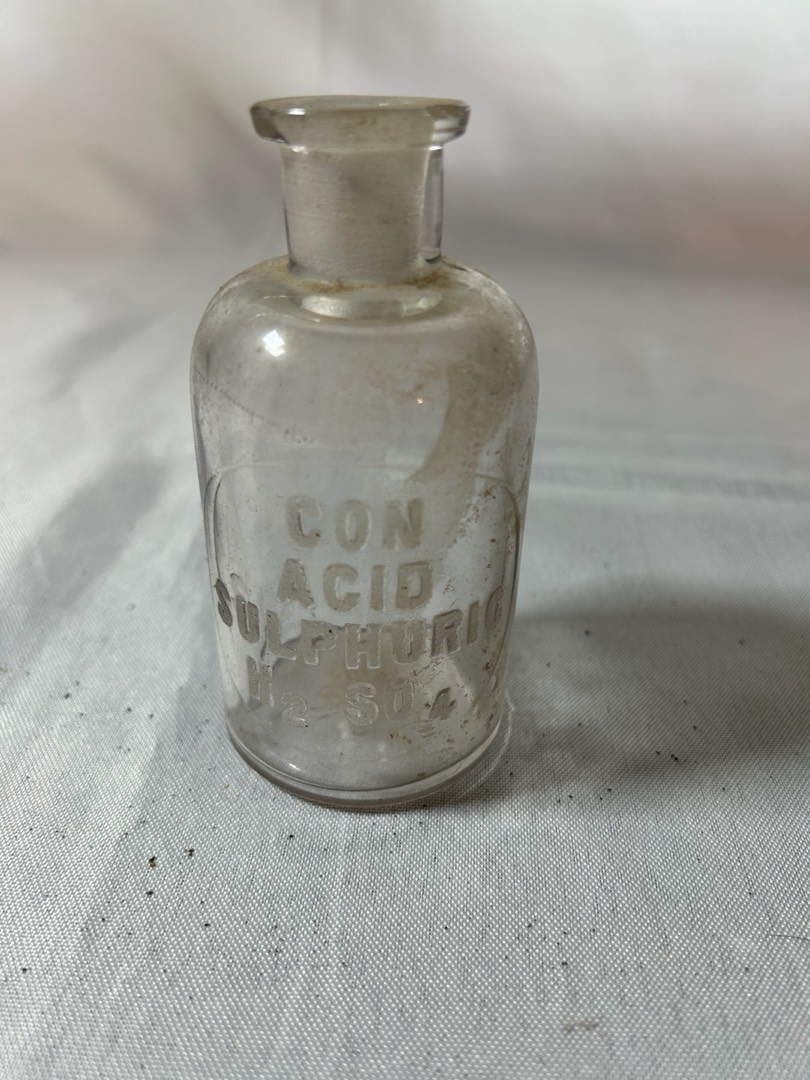 CON
ACID
SULPHURIC
H2 SO4